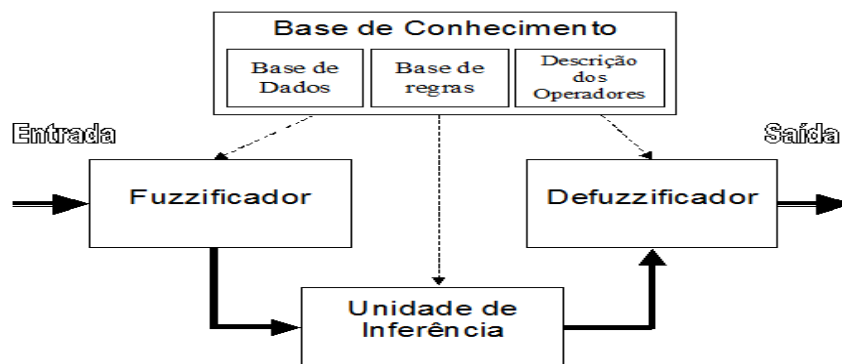 Base de Conhecimento
Base de
Dados
Base de
regras
Descrição
dos
Operadores
Entrada
Saída
Fuzzificador
Defuzzificador
Unidade de
Inferência